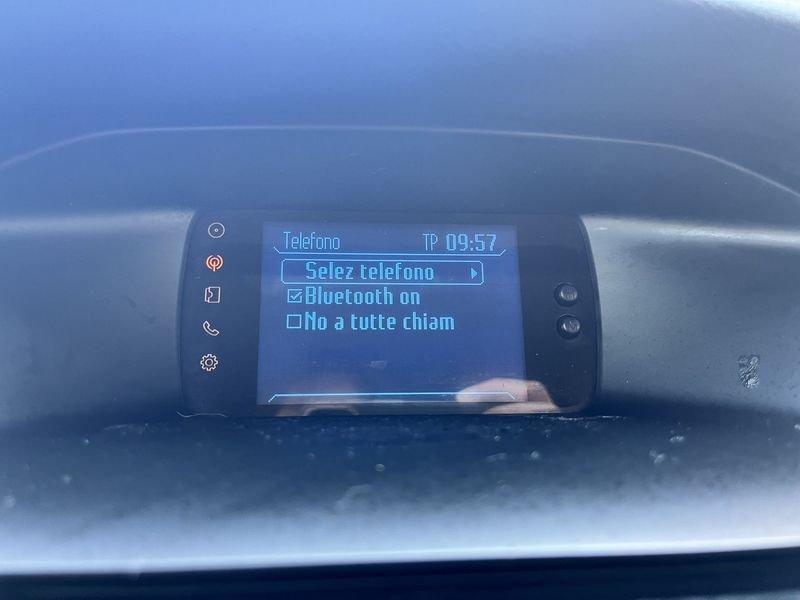 Telefono TP 09:57
Selez telefono
Bluetooth on
No a tutte chiam